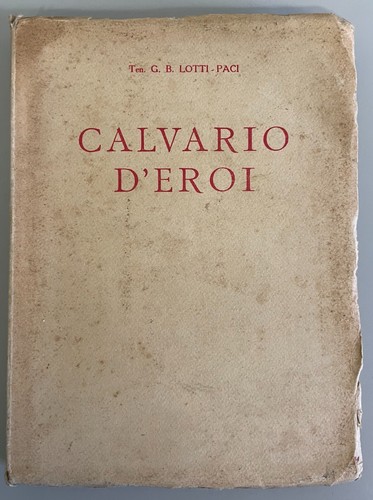 Ten. G. B. LOTTI-PACI
CALVARIO
D'EROI